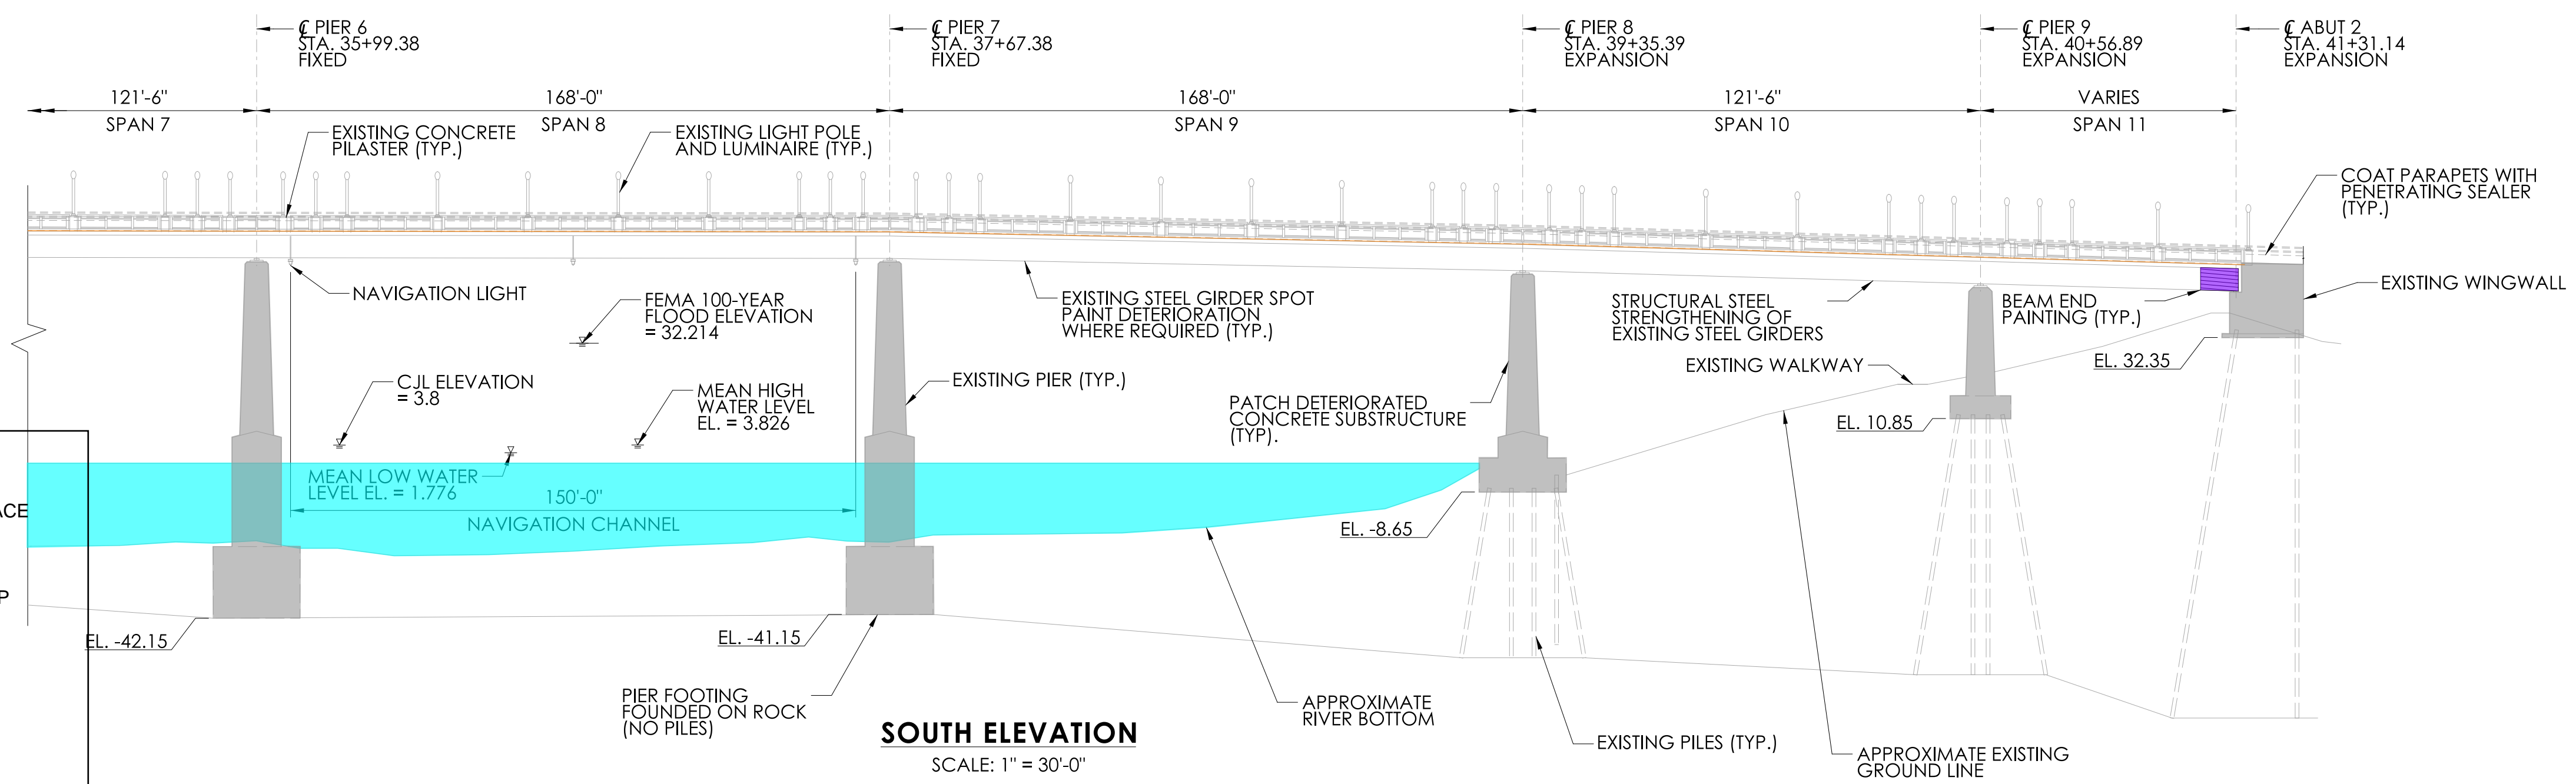 ℄ PIER 6
STA. 35+99.38
FIXED
℄ PIER 7
STA. 37+67.38
FIXED
℄ PIER 8
STA. 39+35.39
EXPANSION
℄ PIER 9
STA. 40+56.89
EXPANSION
℄ ABUT 2
STA. 41+31.14
EXPANSION
121'-6"
SPAN 7
168'-0"
SPAN 8
168'-0"
SPAN 9
121'-6"
SPAN 10
VARIES
SPAN 11
EXISTING CONCRETE
PILASTER (TYP.)
EXISTING LIGHT POLE
AND LUMINAIRE (TYP.)
COAT PARAPETS WITH
PENETRATING SEALER
(TYP.)
NAVIGATION LIGHT
FEMA 100-YEAR
FLOOD ELEVATION
= 32.214
EXISTING STEEL GIRDER SPOT
PAINT DETERIORATION
WHERE REQUIRED (TYP.)
STRUCTURAL STEEL
STRENGTHENING OF
EXISTING STEEL GIRDERS
BEAM END
PAINTING (TYP.)
EXISTING WINGWALL
EXISTING WALKWAY
EL. 32.35
CJL ELEVATION
= 3.8
MEAN HIGH
WATER LEVEL
EL. = 3.826
EXISTING PIER (TYP.)
PATCH DETERIORATED
CONCRETE SUBSTRUCTURE
(TYP).
EL. 10.85
MEAN LOW WATER
LEVEL EL. = 1.776
150'-0"
NAVIGATION CHANNEL
ACE
EL. -8.65
P
EL. -42.15
EL. -41.15
PIER FOOTING
FOUNDED ON ROCK
(NO PILES)
APPROXIMATE
RIVER BOTTOM
EXISTING PILES (TYP.)
APPROXIMATE EXISTING
GROUND LINE
SOUTH ELEVATION
SCALE: 1" = 30'-0"